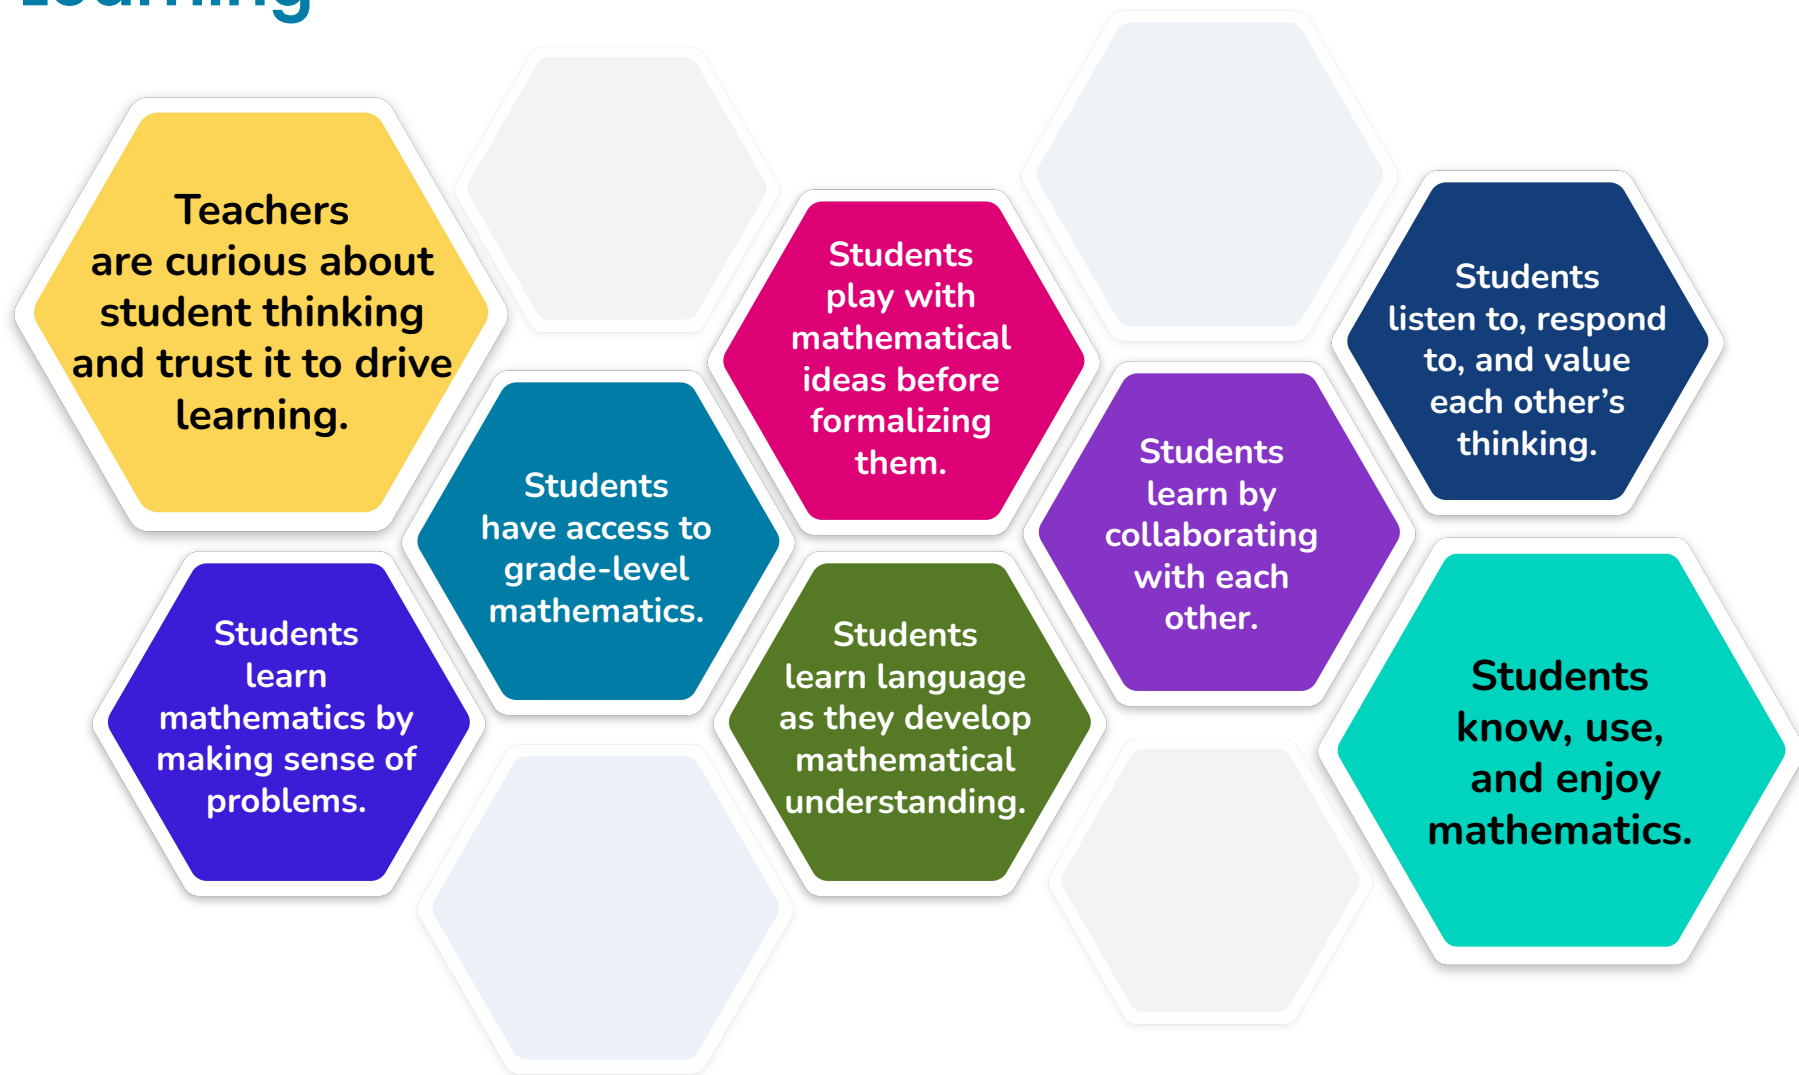 Learning
Teachers
are curious about
student thinking
and trust it to drive
learning.
Students
learn
mathematics by
making sense of
problems.
Students
have access to
grade-level
mathematics.
Students
play with
mathematical
ideas before
formalizing
them.
Students
learn language
as they develop
mathematical
understanding.
Students
learn by
collaborating
with each
other.
Students
listen to, respond
to, and value
each other’s
thinking.
Students
know, use,
and enjoy
mathematics.